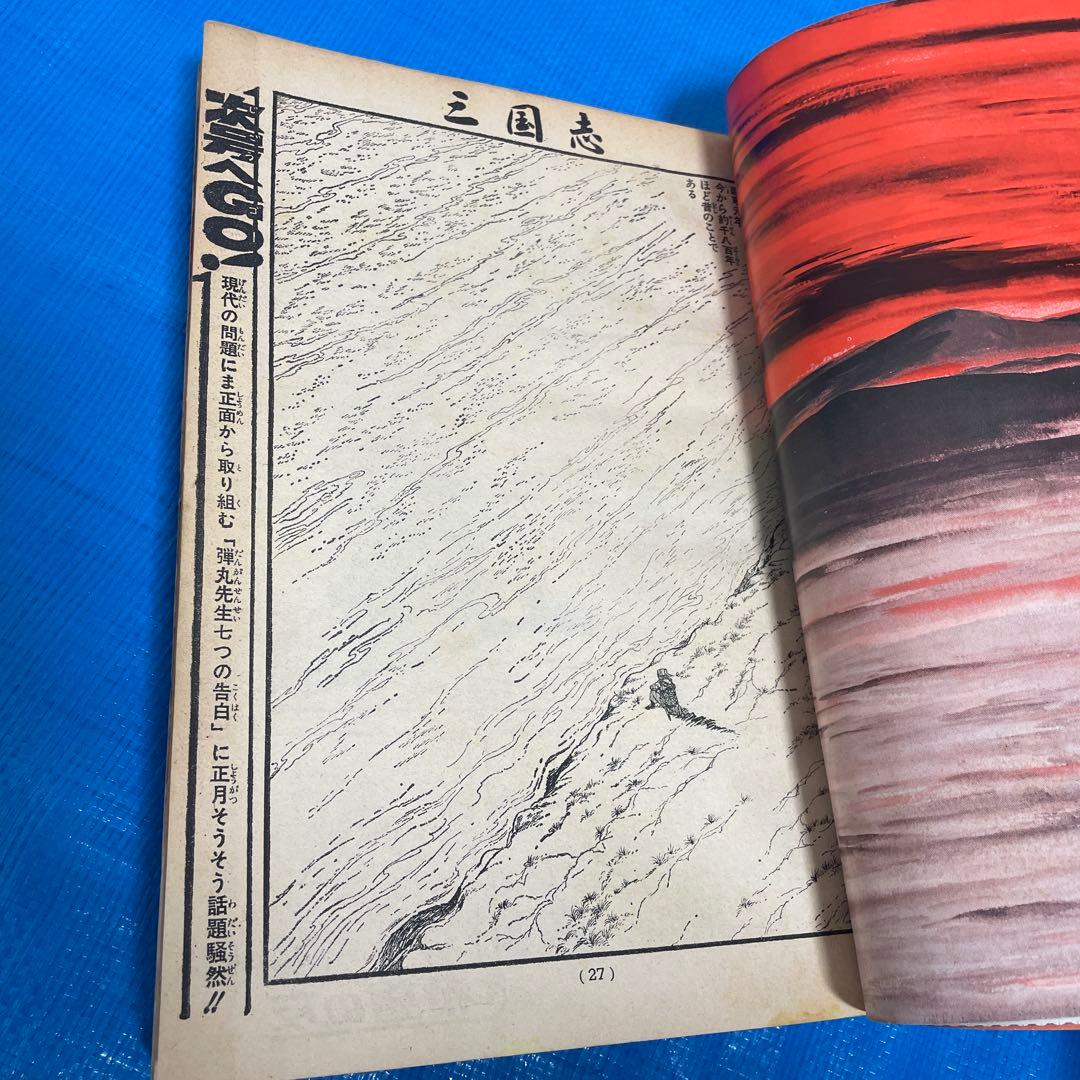 三国志
今から約千八百年
ほど昔のことで
ある
次号へGO!
現代の問題にま正面から取り組む「弾丸先生七つの告白」に正月そうそう話題騒然!!
(27)